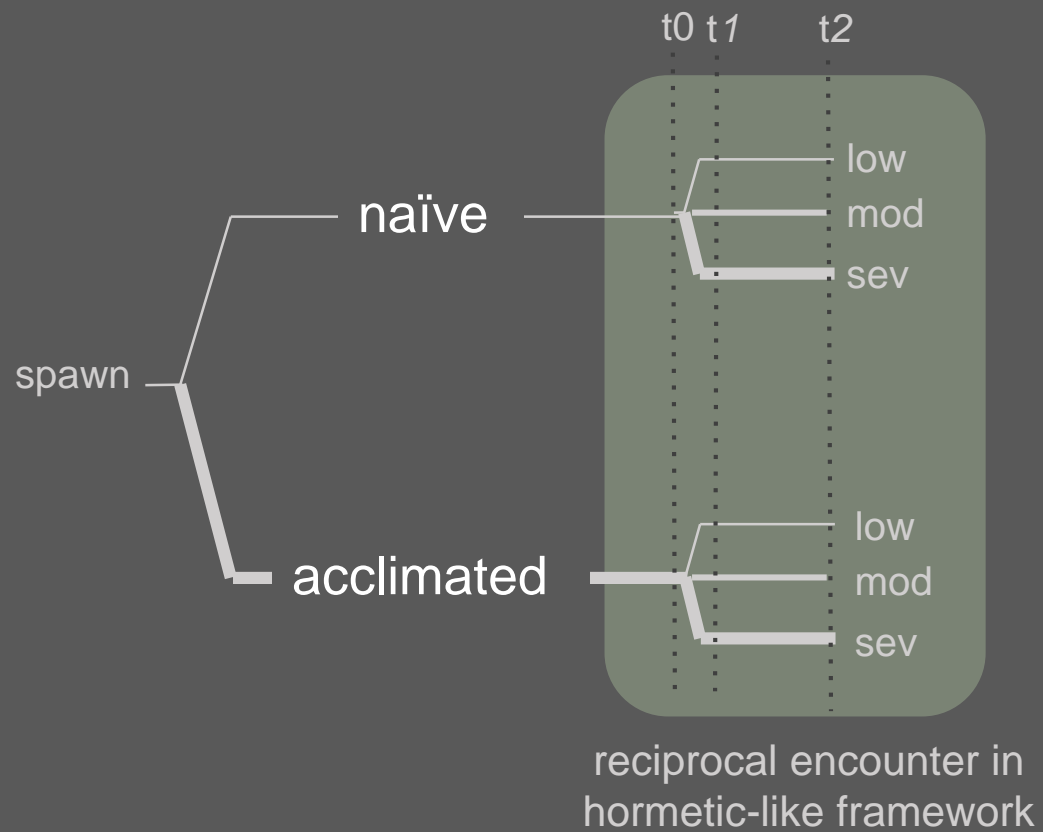 t0 t1 t2
low
naïve mod
sev
spawn
low
acclimated mod
sev
reciprocal encounter in
hormetic-like framework